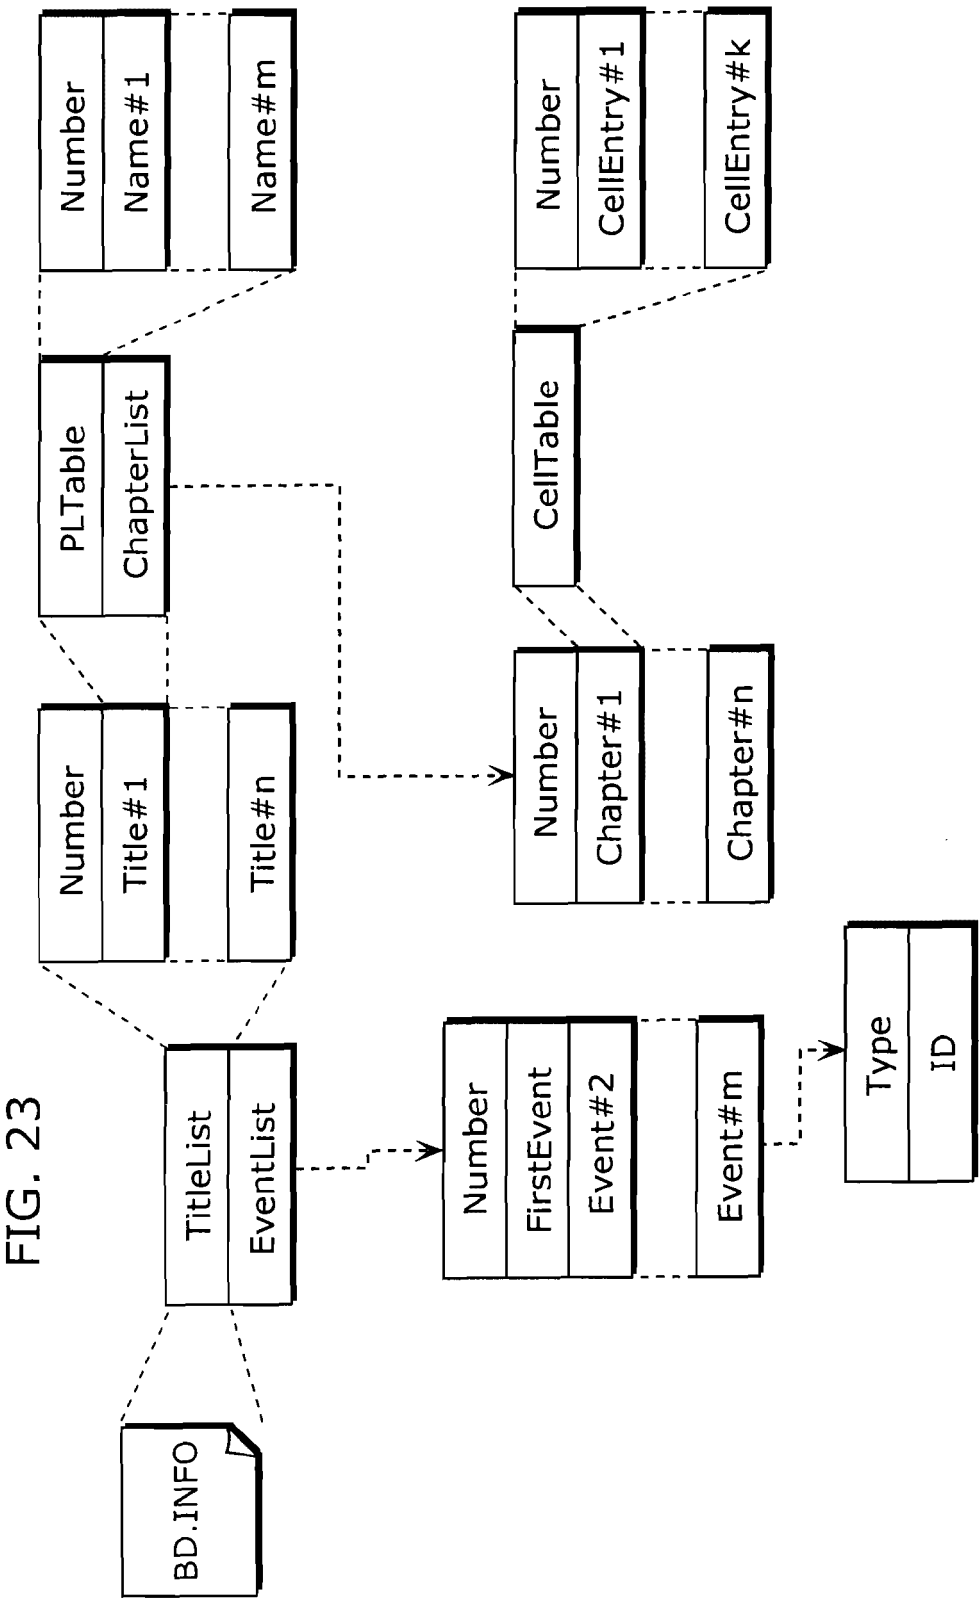 FIG. 23
BD.INFO
TitleList
EventList
Number
Title#1
Title#n
PLTable
ChapterList
Number
Name#1
Name#m
Number
FirstEvent
Event#2
Event#m
Type
ID
Number
Chapter#1
Chapter#n
CellTable
Number
CellEntry#1
CellEntry#k